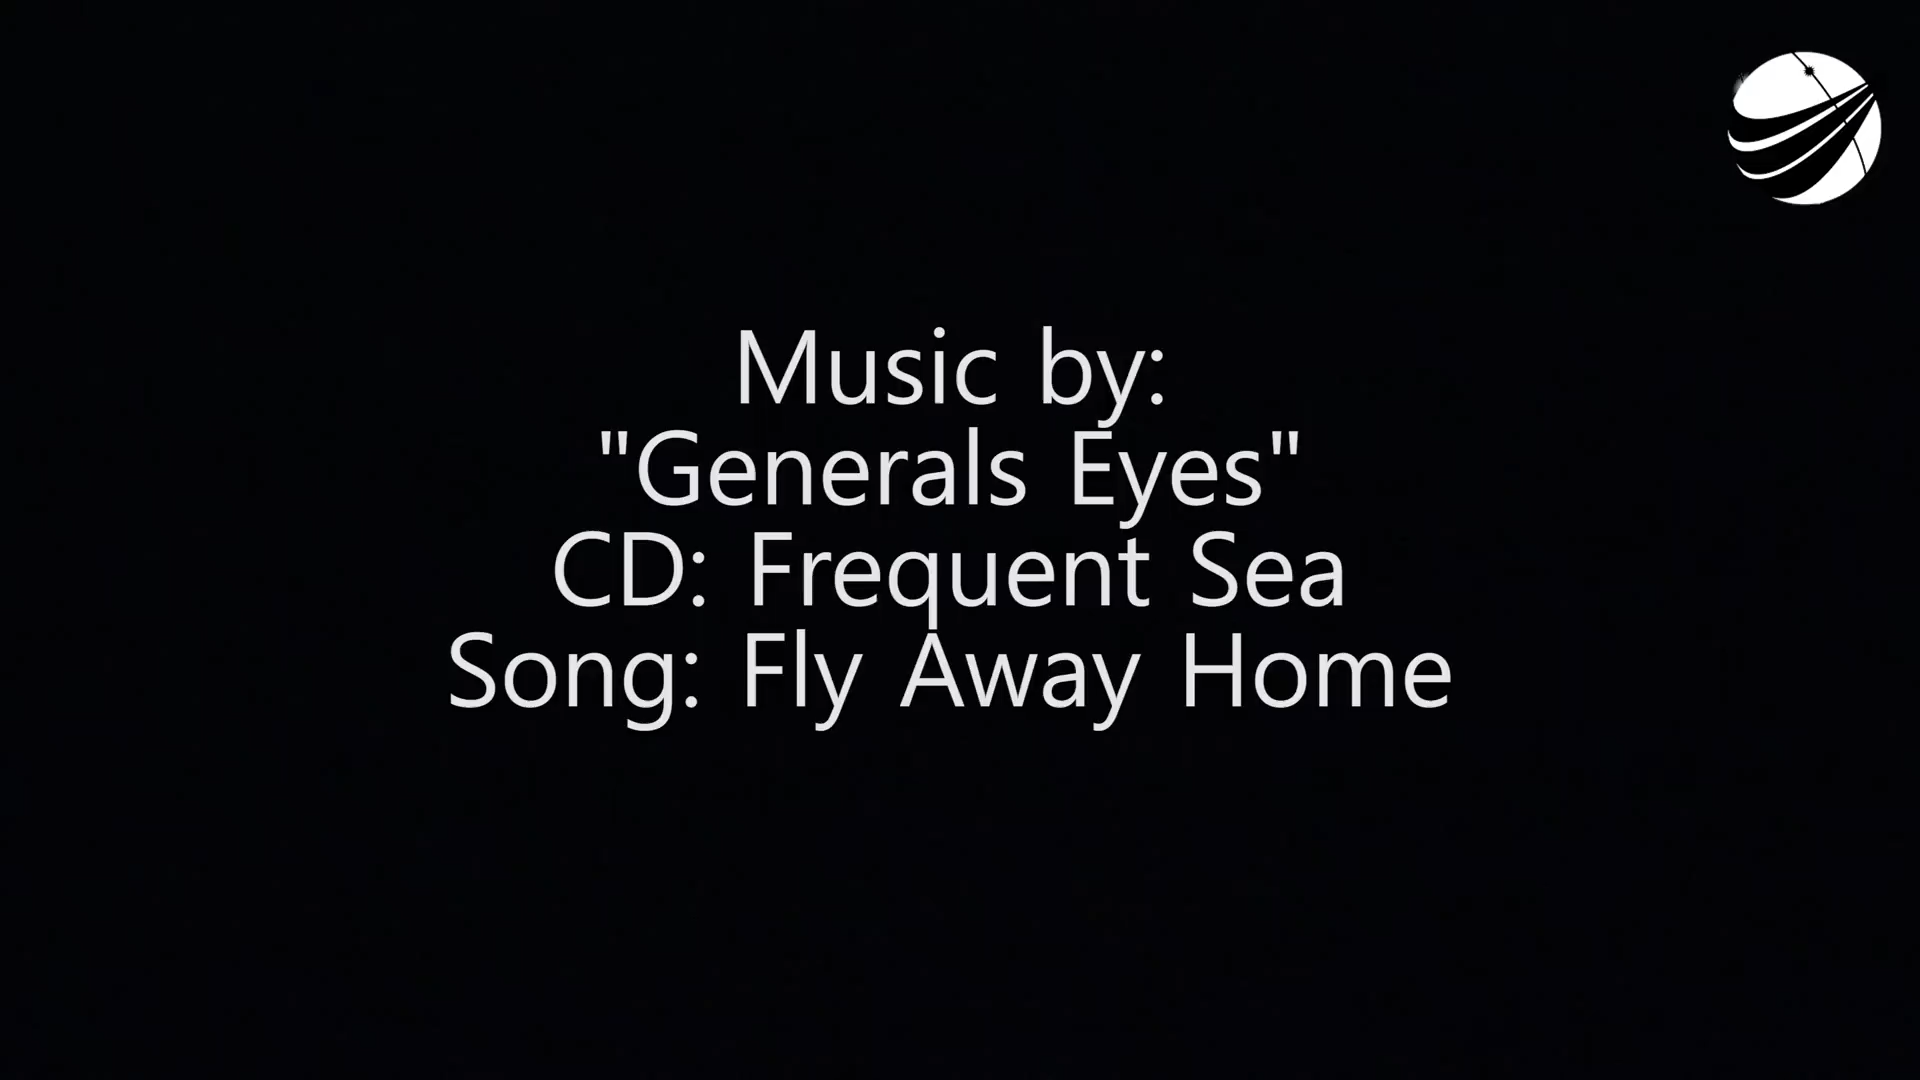 Music by:
"Generals Eyes"
CD: Frequent Sea
Song: Fly Away Home